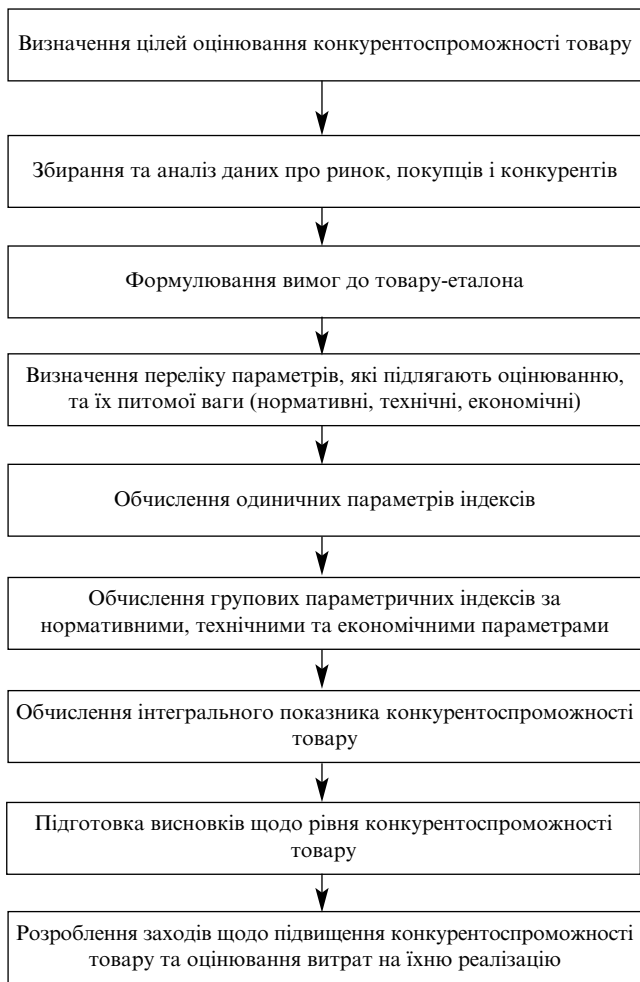 Визначення цілей оцінювання конкурентоспроможності товару
Збирання та аналіз даних про ринок, покупців і конкурентів
Формулювання вимог до товару-еталона
Визначення переліку параметрів, які підлягають оцінюванню,
та їх питомої ваги (нормативні, технічні, економічні)
Обчислення одиничних параметрів індексів
Обчислення групових параметричних індексів за
нормативними, технічними та економічними параметрами
Обчислення інтегрального показника конкурентоспроможності
товару
Підготовка висновків щодо рівня конкурентоспроможності
товару
Розроблення заходів щодо підвищення конкурентоспроможності
товару та оцінювання витрат на їхню реалізацію